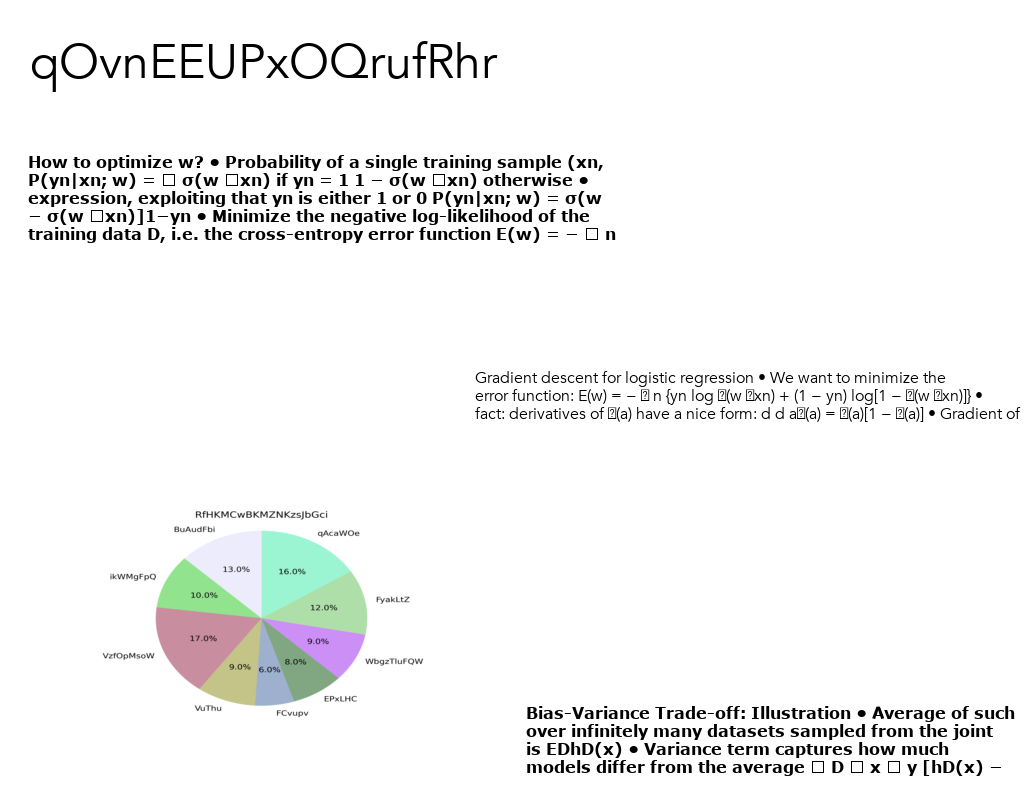 qOvnEEUPxOQrufRhr
How to optimize w? • Probability of a single training sample (xn,
P(yn|xn; w) = □ σ(w □xn) if yn = 1 1 − σ(w □xn) otherwise •
expression, exploiting that yn is either 1 or 0 P(yn|xn; w) = σ(w
− σ(w □xn)]1−yn • Minimize the negative log-likelihood of the
training data D, i.e. the cross-entropy error function E(w) = − □ n
Gradient descent for logistic regression • We want to minimize the
error function: E(w) = − □ n {yn log □(w □xn) + (1 − yn) log[1 − □(w □xn)]} •
fact: derivatives of □(a) have a nice form: d d a□(a) = □(a)[1 − □(a)] • Gradient of
RfHKMCwBKMZNKzsJbGci
BuAudFbi
qAcaWOe
13.0%
16.0%
ikWMgFpQ
10.0%
12.0%
FyakLtZ
17.0%
9.0%
VzfOpMsoW
WbgzTluFQW
9.0%
6.0%
8.0%
EPxLHC
VuThu
FCvupv
Bias-Variance Trade-off: Illustration • Average of such
over infinitely many datasets sampled from the joint
is EDhD(x) • Variance term captures how much
models differ from the average □ D □ x □ y [hD(x) −